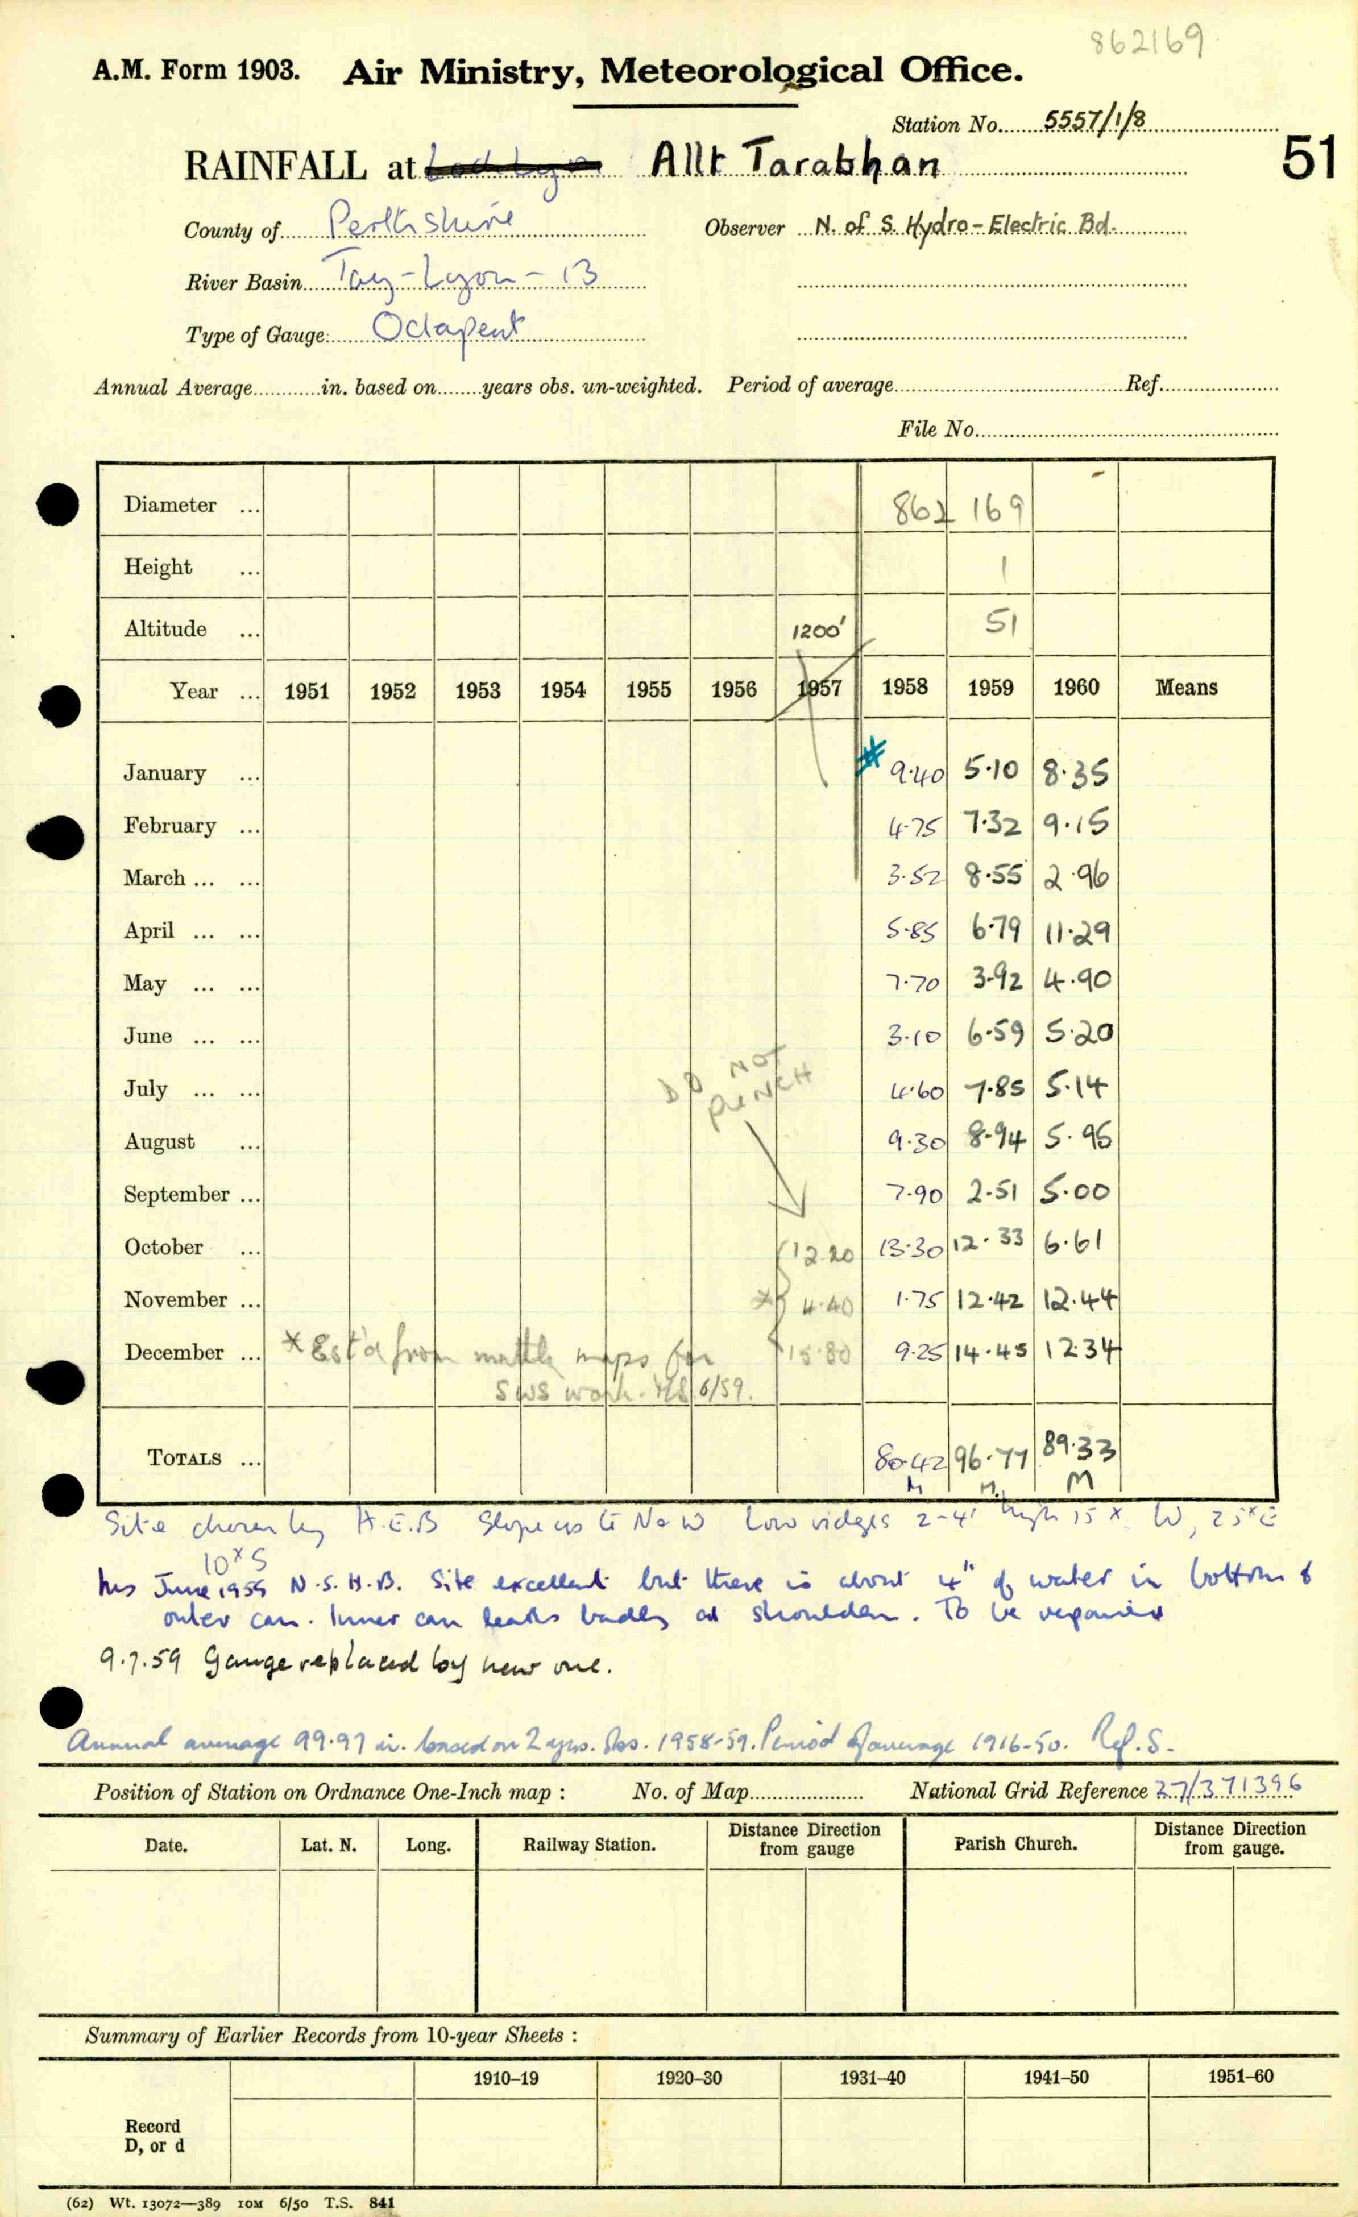 862169
A.M. Form 1903. Air Ministry, Meteorological Office.
Station No. 5557/1/8
51
RAINFALL at Loch Lyon Allt Tarabhan
County of Perthshire Observer N. of S. Hydro-Electric Bd.
River Basin Tay-Lyon-13
Type of Gauge: Octapent
Annual Average in. based on years obs. un-weighted. Period of average Ref.
File No.
Diameter ... 862 169
Height ... 1
Altitude ... 1200' 51
Year ... 1951 1952 1953 1954 1955 1956 1957 1958 1959 1960 Means
January ... 9.40 5.10 8.35
February ... 4.75 7.32 9.15
March ... ... 3.52 8.55 2.96
April ... ... 5.85 6.79 11.29
May ... ... 7.70 3.92 4.90
June ... ... 3.10 6.59 5.20
DO NOT PUNCH
July ... ... 4.60 7.85 5.14
August ... 9.30 8.94 5.95
September ... 7.90 2.51 5.00
October ... 12.20 13.30 12.33 6.61
November ... * 4.40 1.75 12.42 12.44
December ... * Est'd from mthly maps for 15.80 9.25 14.45 12.34
SWS work. 6/59.
TOTALS ... 80.42 96.77 89.33
M M. M
Site chosen by H.E.B Slope up to N & W Low ridges 2-4' high 15x W, 25x E
10x S
Ins June 1959 N.S.H.B. Site excellent but there is about 4" of water in bottom of
outer can. Inner can leaks badly at shoulder. To be repaired
9.7.59 Gauge replaced by new one.
Annual average 99.97 in. based on 2 yrs. obs. 1958-59. Period of average 1916-50. Ref. S.
Position of Station on Ordnance One-Inch map : No. of Map National Grid Reference 27/371396
Date. Lat. N. Long. Railway Station. Distance Direction from gauge Parish Church. Distance Direction from gauge.
Summary of Earlier Records from 10-year Sheets :
1910-19 1920-30 1931-40 1941-50 1951-60
Record
D, or d
(62) Wt. 13072—389 10M 6/50 T.S. 841